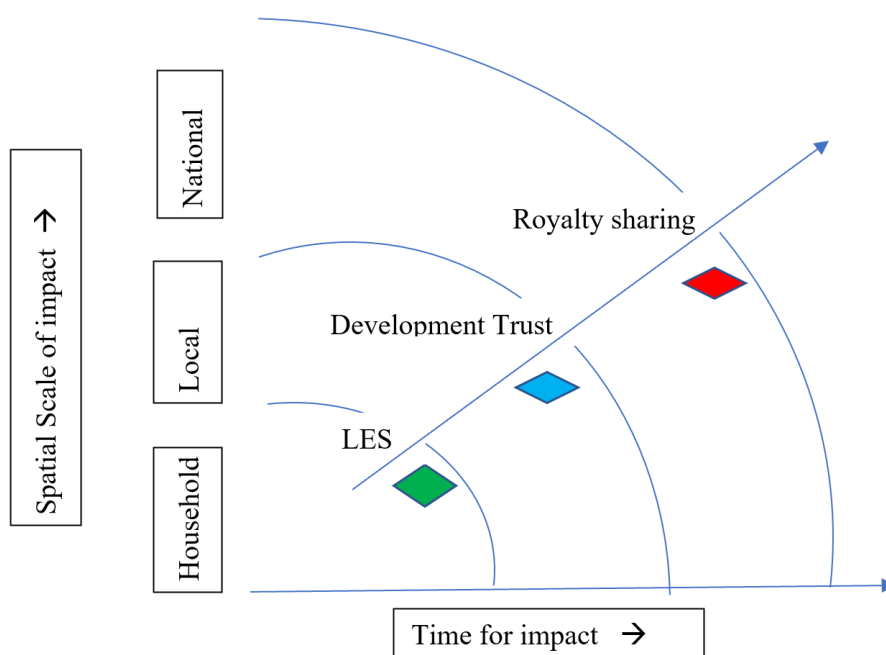 National
Royalty sharing
Spatial Scale of impact →
Local
Development Trust
LES
Household
Time for impact →